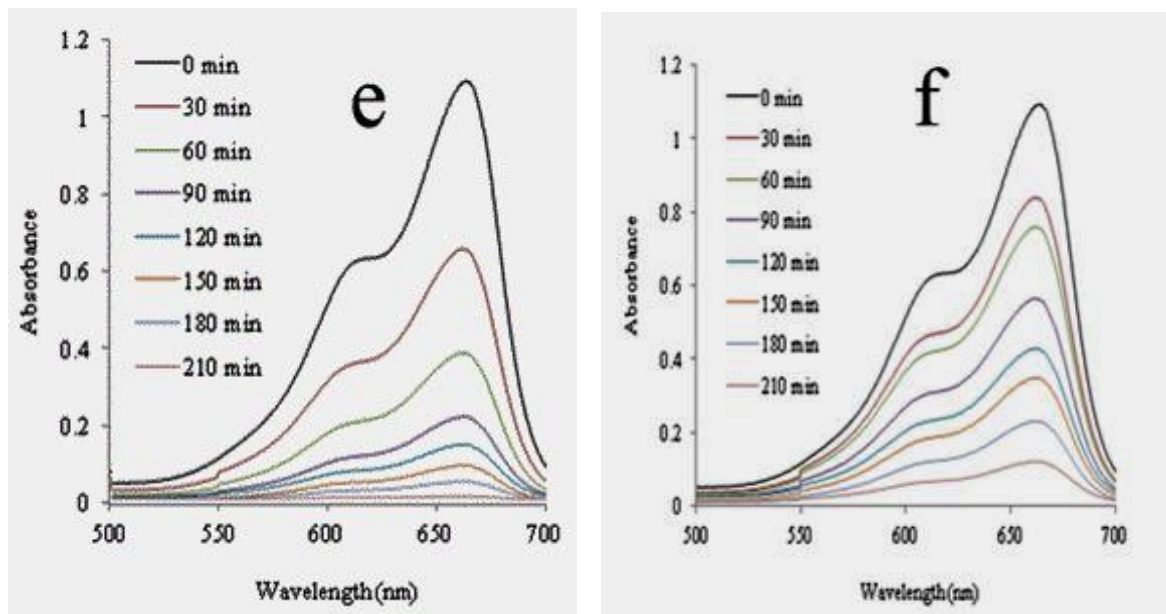 e
1.2
1
0.8
0.6
0.4
0.2
0
500
550
600
650
700
Absorbance
Wavelength(nm)
0 min
30 min
60 min
90 min
120 min
150 min
180 min
210 min
f
1.2
1
0.8
0.6
0.4
0.2
0
500
550
600
650
700
Absorbance
Wavelength(nm)
0 min
30 min
60 min
90 min
120 min
150 min
180 min
210 min